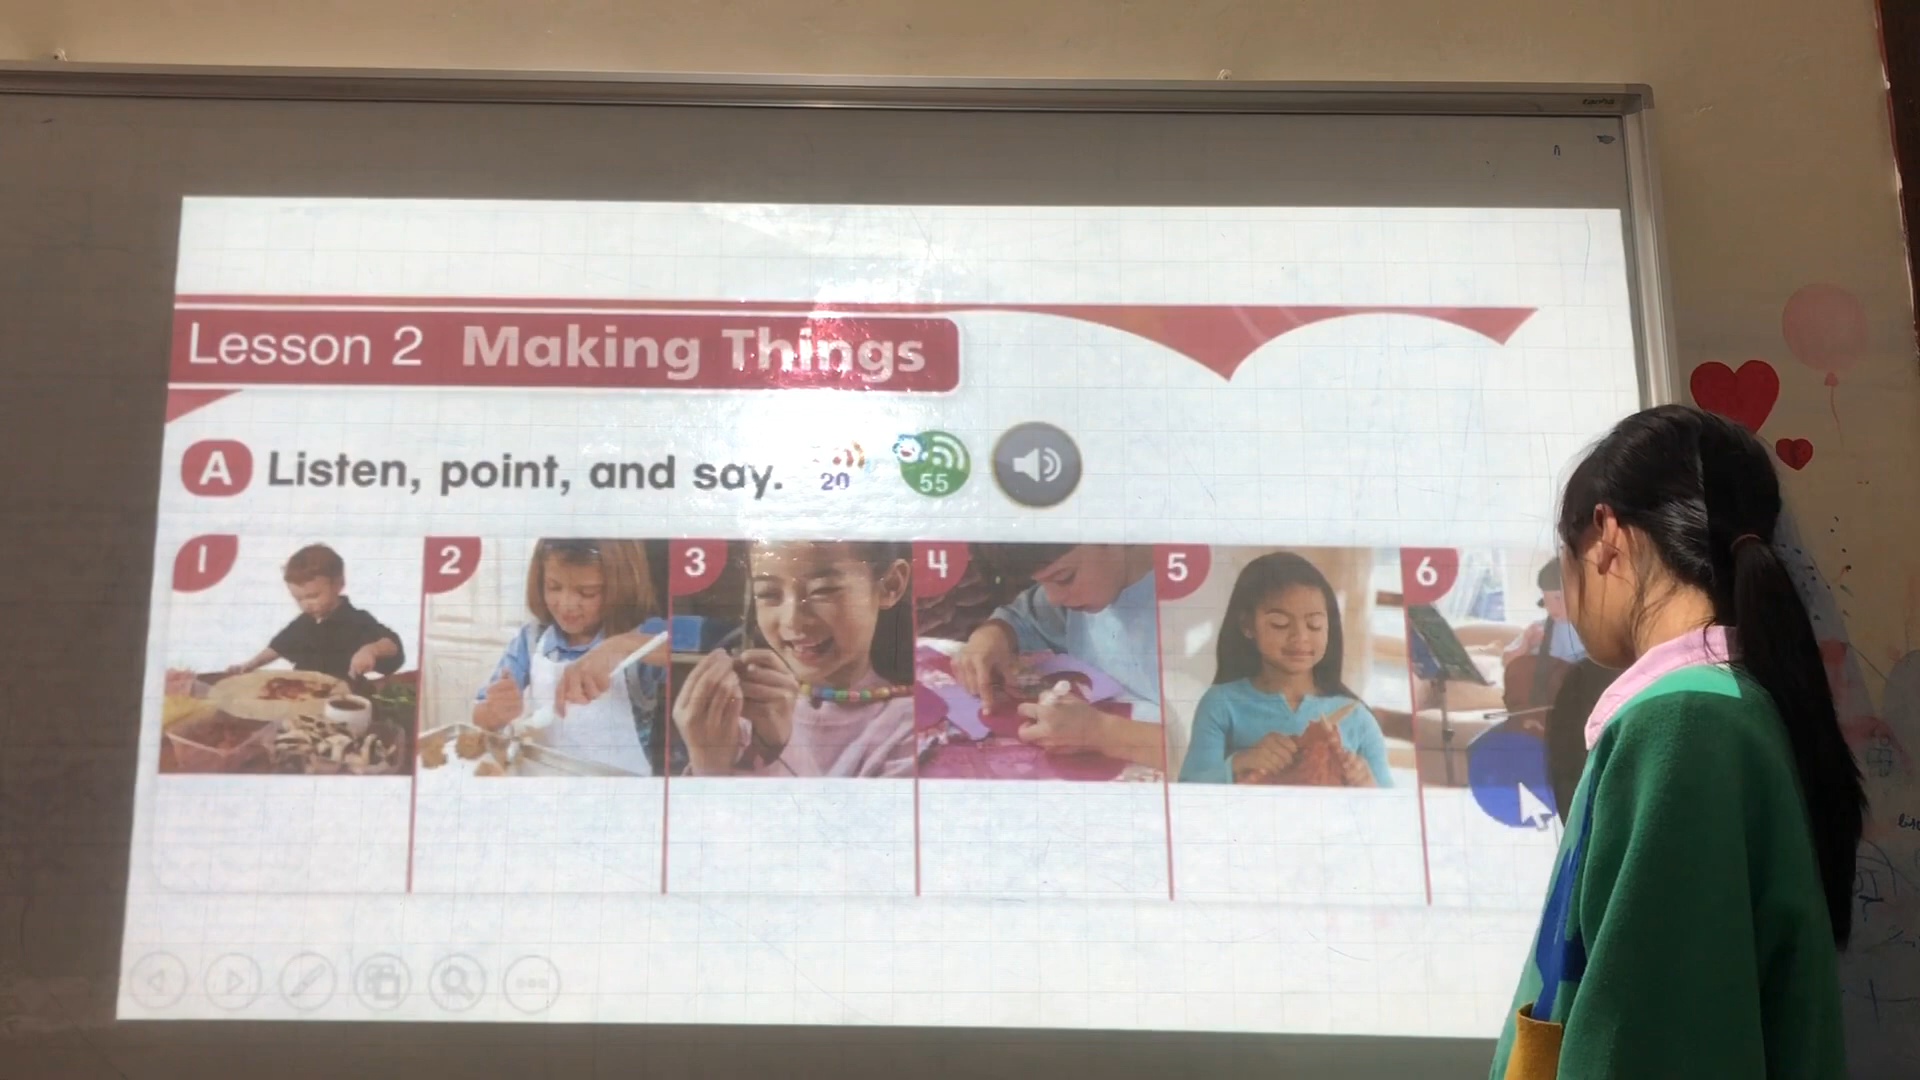 Lesson 2 Making Things
A Listen, point, and say. 20 55
1 2 3 4 5 6